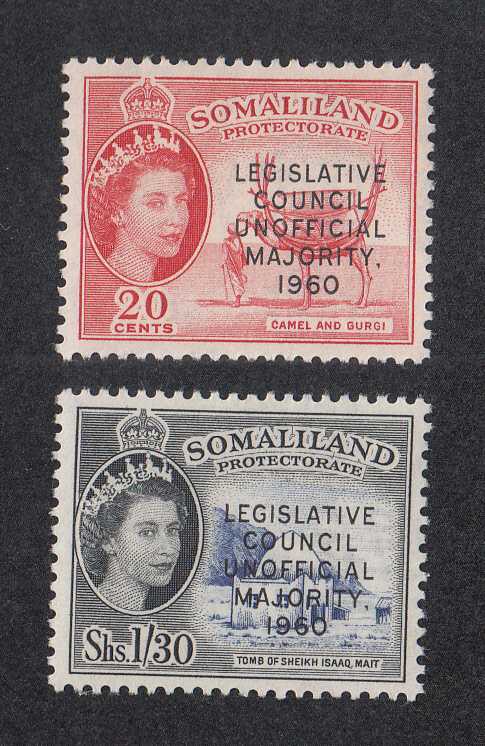 SOMALILAND
PROTECTORATE
LEGISLATIVE
COUNCIL
UNOFFICIAL
MAJORITY,
1960
20
CENTS
CAMEL AND GURGI
SOMALILAND
PROTECTORATE
LEGISLATIVE
COUNCIL
UNOFFICIAL
MAJORITY,
1960
Shs.1/30
TOMB OF SHEIKH ISAAQ, MAIT